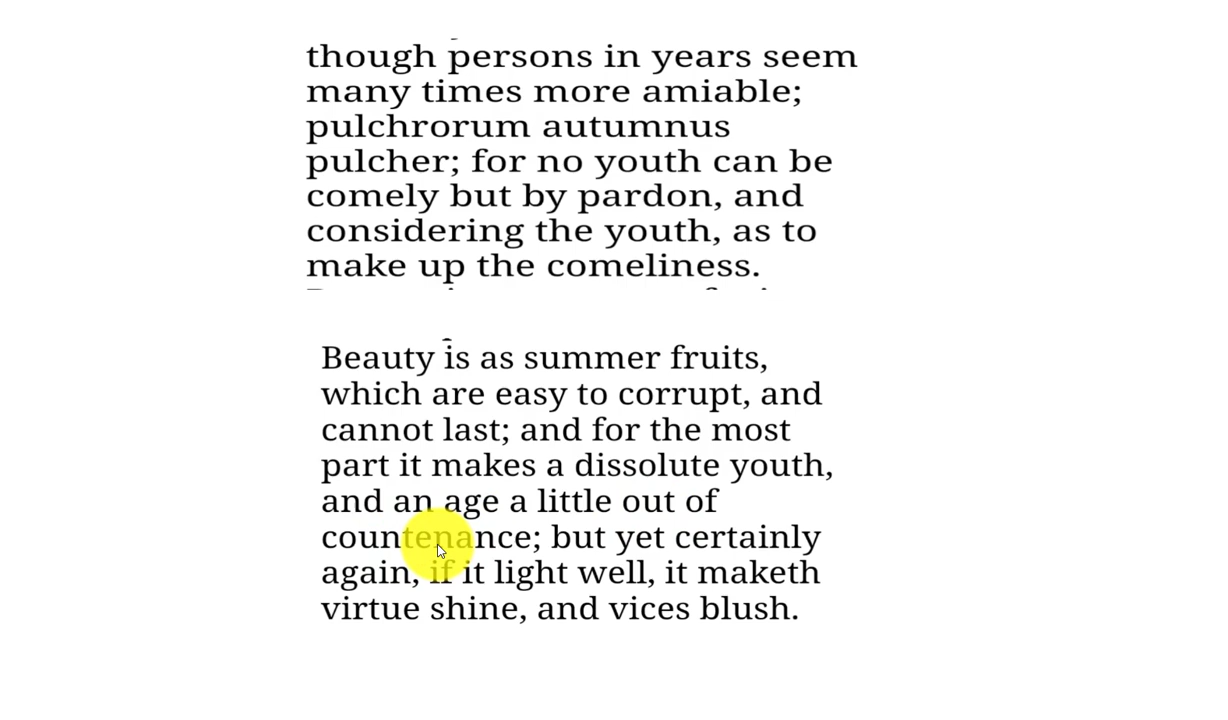 though persons in years seem
many times more amiable;
pulchrorum autumnus
pulcher; for no youth can be
comely but by pardon, and
considering the youth, as to
make up the comeliness.
Beauty is as summer fruits,
which are easy to corrupt, and
cannot last; and for the most
part it makes a dissolute youth,
and an age a little out of
countenance; but yet certainly
again, if it light well, it maketh
virtue shine, and vices blush.